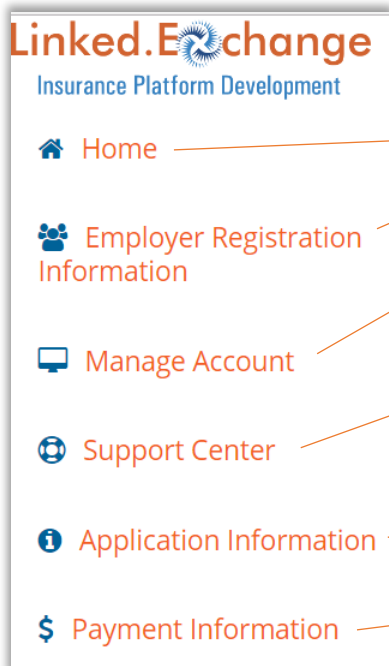 Linked.Exchange
Insurance Platform Development
Home
Employer Registration
Information
Manage Account
Support Center
Application Information
$ Payment Information